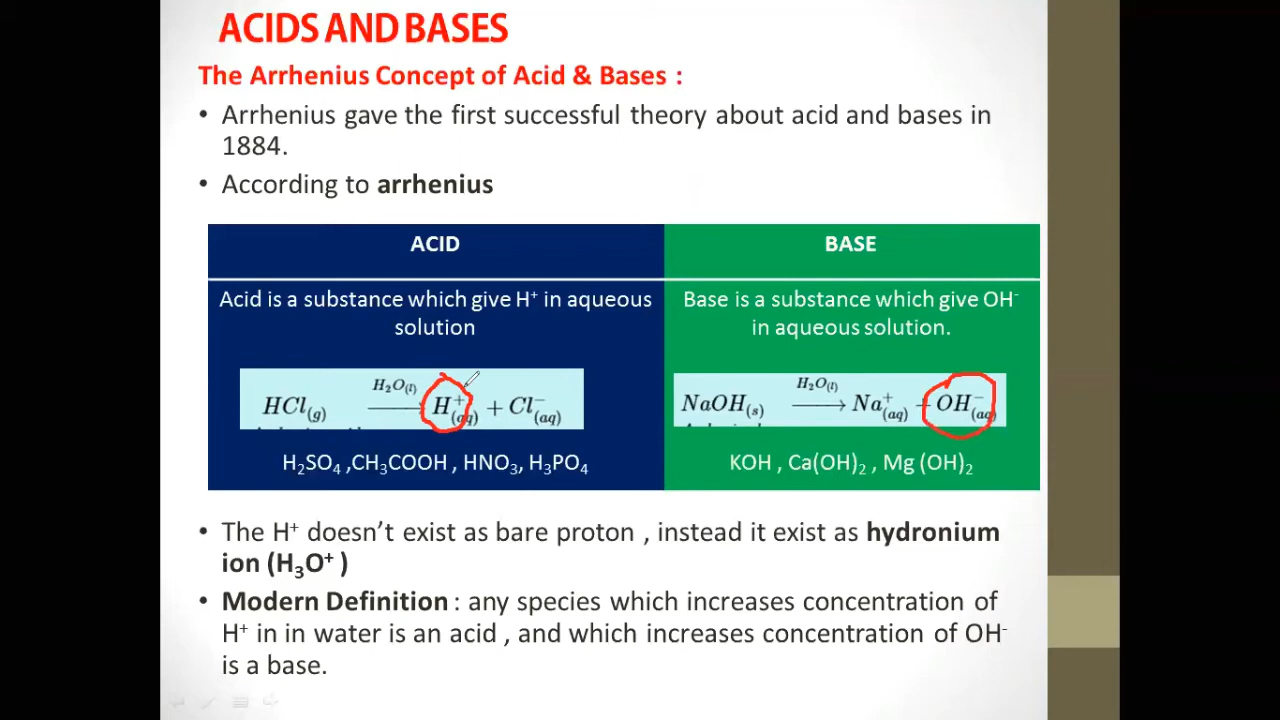 ACIDS AND BASES
The Arrhenius Concept of Acid & Bases :
• Arrhenius gave the first successful theory about acid and bases in
1884.
• According to arrhenius
ACID
BASE
Acid is a substance which give H⁺ in aqueous
solution
Base is a substance which give OH⁻
in aqueous solution.
HCl(g) —H₂O(l)→ H⁺(aq) + Cl⁻(aq)
NaOH(s) —H₂O(l)→ Na⁺(aq) + OH⁻(aq)
H₂SO₄ ,CH₃COOH , HNO₃, H₃PO₄
KOH , Ca(OH)₂ , Mg (OH)₂
• The H⁺ doesn’t exist as bare proton , instead it exist as hydronium
ion (H₃O⁺ )
• Modern Definition : any species which increases concentration of
H⁺ in in water is an acid , and which increases concentration of OH⁻
is a base.